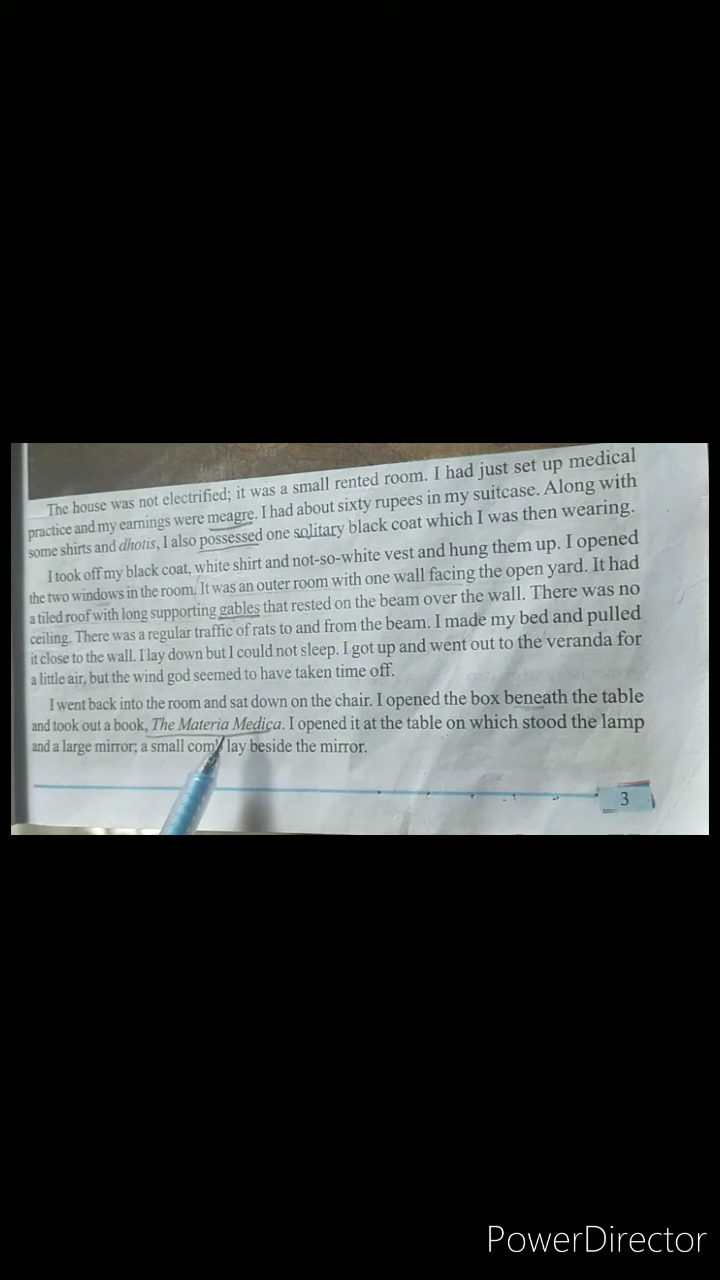 The house was not electrified; it was a small rented room. I had just set up medical
practice and my earnings were meagre. I had about sixty rupees in my suitcase. Along with
some shirts and dhotis, I also possessed one solitary black coat which I was then wearing.
I took off my black coat, white shirt and not-so-white vest and hung them up. I opened
the two windows in the room. It was an outer room with one wall facing the open yard. It had
a tiled roof with long supporting gables that rested on the beam over the wall. There was no
ceiling. There was a regular traffic of rats to and from the beam. I made my bed and pulled
it close to the wall. I lay down but I could not sleep. I got up and went out to the veranda for
a little air, but the wind god seemed to have taken time off.
I went back into the room and sat down on the chair. I opened the box beneath the table
and took out a book, The Materia Medica. I opened it at the table on which stood the lamp
and a large mirror; a small lay beside the mirror.
3
PowerDirector